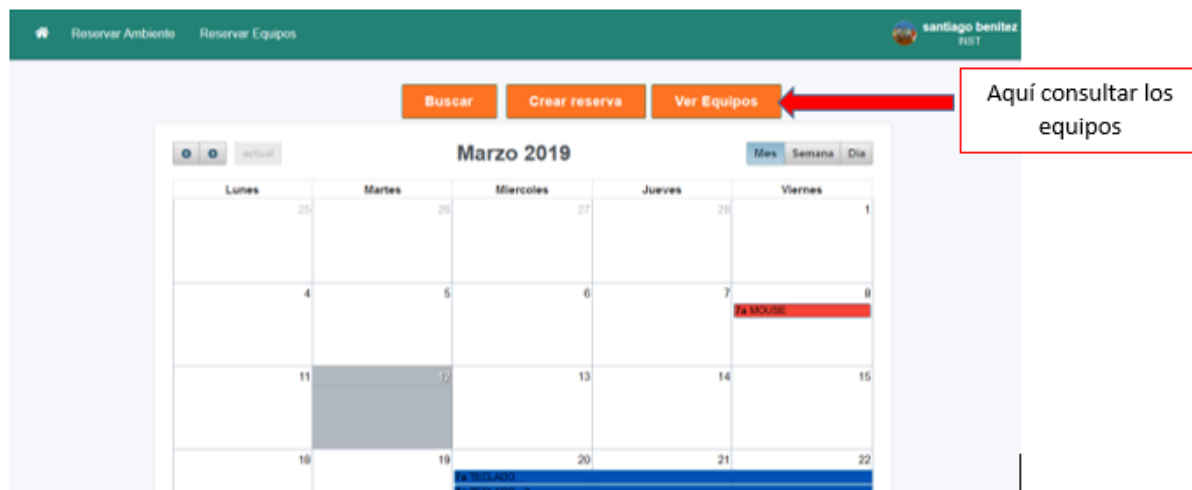 Reservar Ambiente Reservar Equipos santiago benitez
INST
Buscar Crear reserva Ver Equipos
Aquí consultar los
equipos
actual Marzo 2019 Mes Semana Día
Lunes Martes Miercoles Jueves Viernes
25 26 27 28 1
4 5 6 7 8
7a MOUSE
11 12 13 14 15
18 19 20 21 22
7a TECLADO